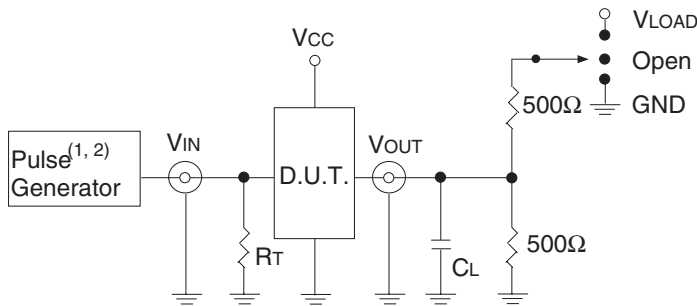 VLOAD
VCC
Open
500Ω
GND
Pulse(1, 2)
Generator
VIN
D.U.T.
VOUT
RT
CL
500Ω